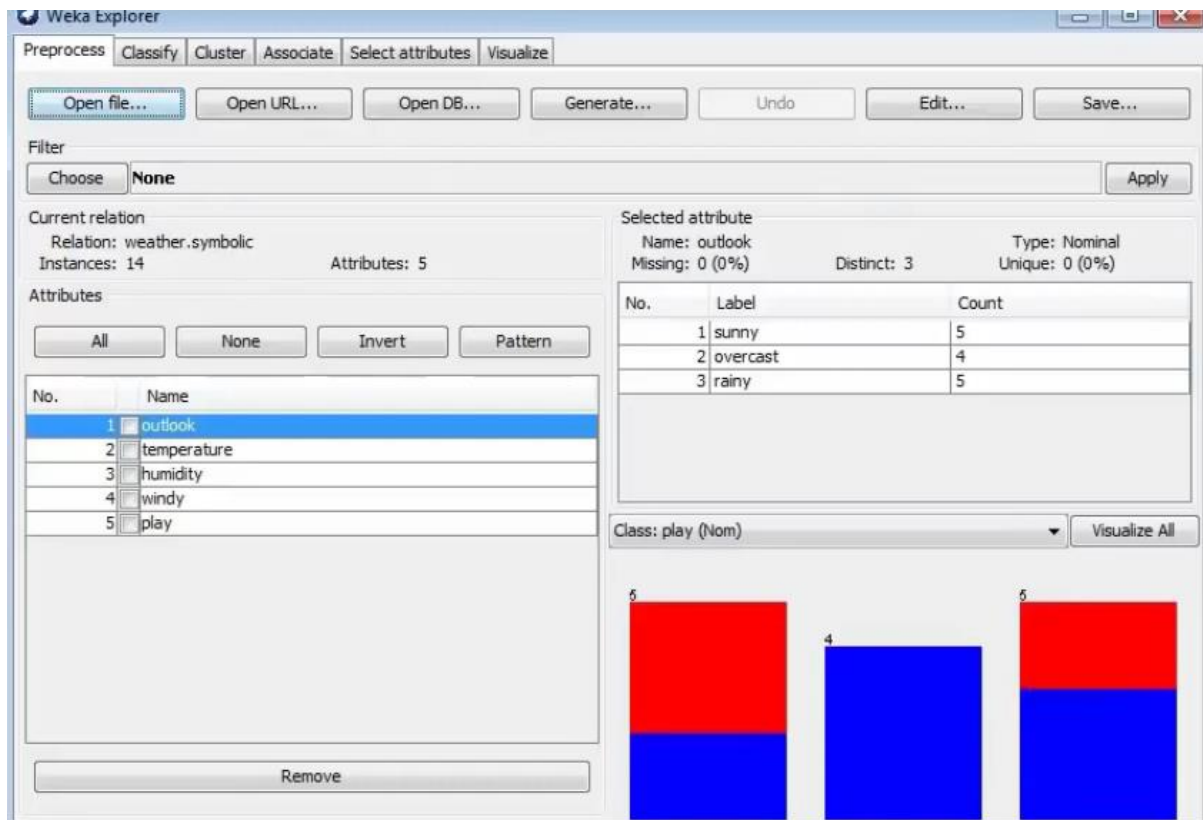 Weka Explorer
Preprocess Classify Cluster Associate Select attributes Visualize
Open file... Open URL... Open DB... Generate... Undo Edit... Save...
Filter
Choose None Apply
Current relation
Relation: weather.symbolic
Instances: 14 Attributes: 5
Attributes
All None Invert Pattern
No. Name
1 outlook
2 temperature
3 humidity
4 windy
5 play
Remove
Selected attribute
Name: outlook Type: Nominal
Missing: 0 (0%) Distinct: 3 Unique: 0 (0%)
No. Label Count
1 sunny 5
2 overcast 4
3 rainy 5
Class: play (Nom) Visualize All
5 4 5